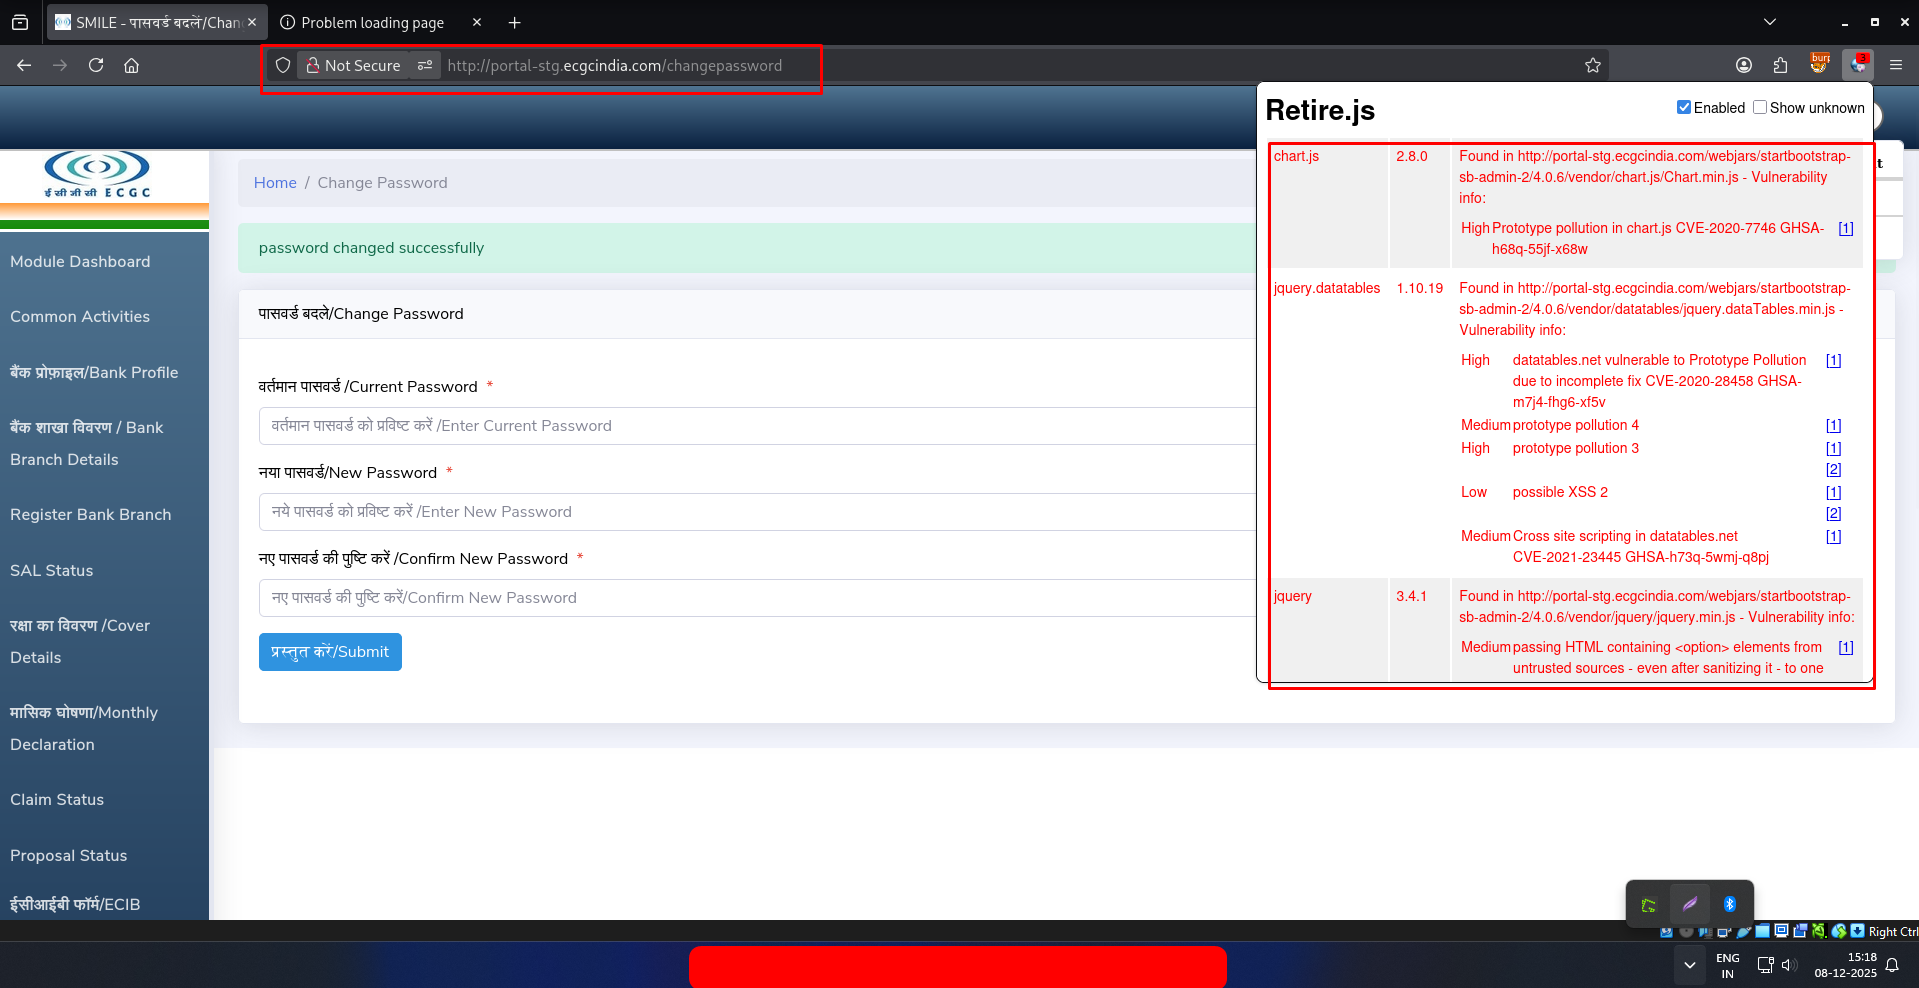 SMILE - पासवर्ड बदलें/Chan
Problem loading page
Not Secure
http://portal-stg.ecgcindia.com/changepassword
burp
3
ई सी जी सी E C G C
Module Dashboard
Common Activities
बैंक प्रोफ़ाइल/Bank Profile
बैंक शाखा विवरण / Bank
Branch Details
Register Bank Branch
SAL Status
रक्षा का विवरण /Cover
Details
मासिक घोषणा/Monthly
Declaration
Claim Status
Proposal Status
ईसीआईबी फॉर्म/ECIB
Home / Change Password
password changed successfully
पासवर्ड बदले/Change Password
वर्तमान पासवर्ड /Current Password *
वर्तमान पासवर्ड को प्रविष्ट करें /Enter Current Password
नया पासवर्ड/New Password *
नये पासवर्ड को प्रविष्ट करें /Enter New Password
नए पासवर्ड की पुष्टि करें /Confirm New Password *
नए पासवर्ड की पुष्टि करें/Confirm New Password
प्रस्तुत करें/Submit
Retire.js
Enabled Show unknown
chart.js 2.8.0 Found in http://portal-stg.ecgcindia.com/webjars/startbootstrap-
sb-admin-2/4.0.6/vendor/chart.js/Chart.min.js - Vulnerability
info:
High Prototype pollution in chart.js CVE-2020-7746 GHSA- [1]
h68q-55jf-x68w
jquery.datatables 1.10.19 Found in http://portal-stg.ecgcindia.com/webjars/startbootstrap-
sb-admin-2/4.0.6/vendor/datatables/jquery.dataTables.min.js -
Vulnerability info:
High datatables.net vulnerable to Prototype Pollution [1]
due to incomplete fix CVE-2020-28458 GHSA-
m7j4-fhg6-xf5v
Medium prototype pollution 4 [1]
High prototype pollution 3 [1]
[2]
Low possible XSS 2 [1]
[2]
Medium Cross site scripting in datatables.net [1]
CVE-2021-23445 GHSA-h73q-5wmj-q8pj
jquery 3.4.1 Found in http://portal-stg.ecgcindia.com/webjars/startbootstrap-
sb-admin-2/4.0.6/vendor/jquery/jquery.min.js - Vulnerability info:
Medium passing HTML containing <option> elements from [1]
untrusted sources - even after sanitizing it - to one
t
Right Ctrl
ENG
IN
15:18
08-12-2025